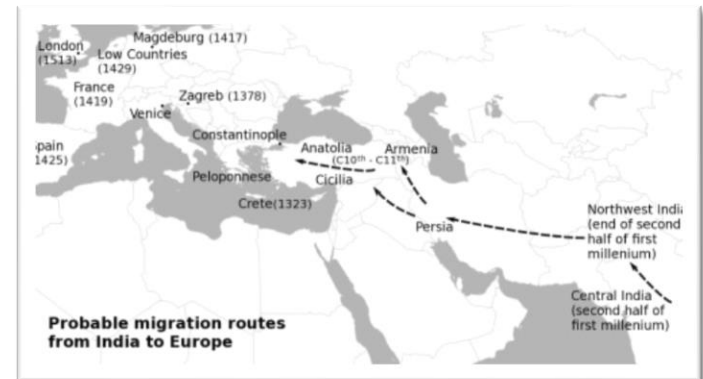 London
(1513)
Magdeburg (1417)
Low Countries
(1429)
France
(1419)
Zagreb (1378)
Venice
Constantinople
pain
1425)
Anatolia
(C10th - C11th)
Armenia
Peloponnese
Cicilia
Crete(1323)
Persia
Northwest Indi
(end of second
half of first
millenium)
Central India
(second half of
first millenium)
Probable migration routes
from India to Europe